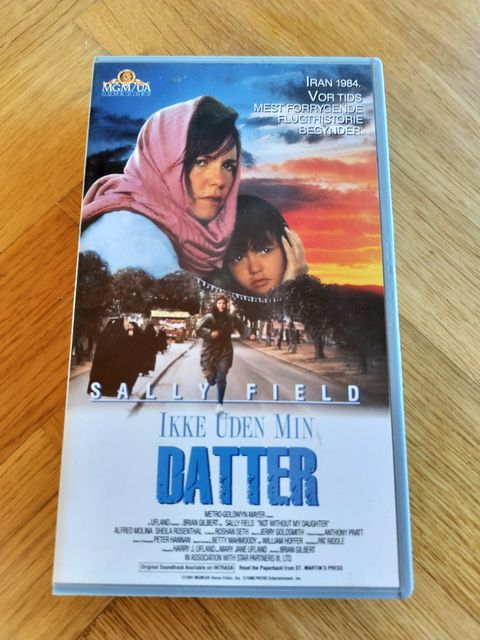 MGM/UA
HOME VIDEO
IRAN 1984.
VOR TIDS
MEST FORRYGENDE
FLUGTHISTORIE
BEGYNDER.
SALLY FIELD
IKKE UDEN MIN
DATTER
METRO-GOLDWYN-MAYER
UFLAND BRIAN GILBERT SALLY FIELD "NOT WITHOUT MY DAUGHTER"
ALFRED MOLINA SHEILA ROSENTHAL ROSHAN SETH JERRY GOLDSMITH ANTHONY PRATT
PETER HANNAN BETTY MAHMOODY WILLIAM HOFFER PAT RIDDLE
HARRY J. UFLAND MARY JANE UFLAND BRIAN GILBERT
IN ASSOCIATION WITH STAR PARTNERS III, LTD.
Original Soundtrack Available on INTRADA Read the Paperback from ST. MARTIN'S PRESS